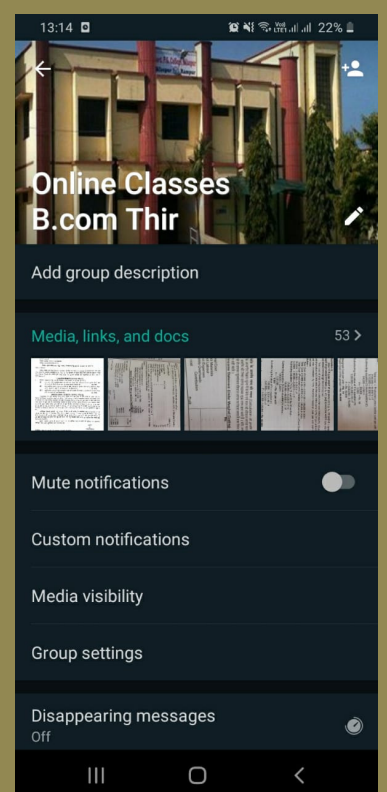 13:14
22%
Online Classes
B.com Thir
Add group description
Media, links, and docs
53 >
Mute notifications
Custom notifications
Media visibility
Group settings
Disappearing messages
Off